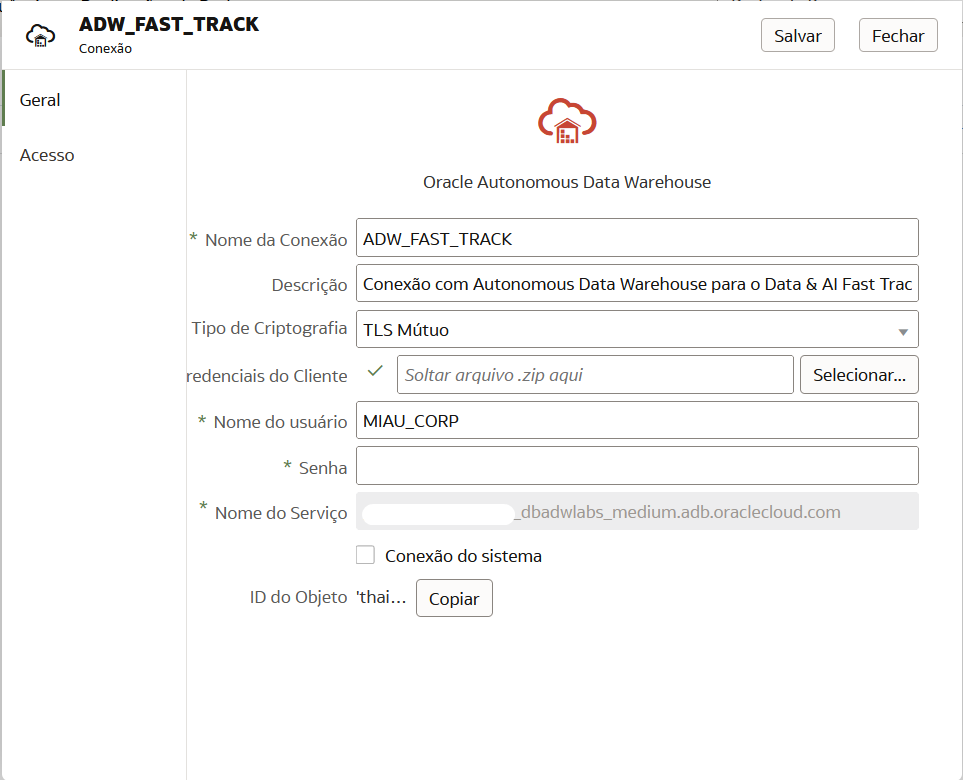 ADW_FAST_TRACK
Conexão
Salvar
Fechar
Geral
Acesso
Oracle Autonomous Data Warehouse
* Nome da Conexão ADW_FAST_TRACK
Descrição Conexão com Autonomous Data Warehouse para o Data & AI Fast Trac
Tipo de Criptografia TLS Mútuo
redenciais do Cliente Soltar arquivo .zip aqui Selecionar...
* Nome do usuário MIAU_CORP
* Senha
* Nome do Serviço _dbadwlabs_medium.adb.oraclecloud.com
Conexão do sistema
ID do Objeto 'thai... Copiar